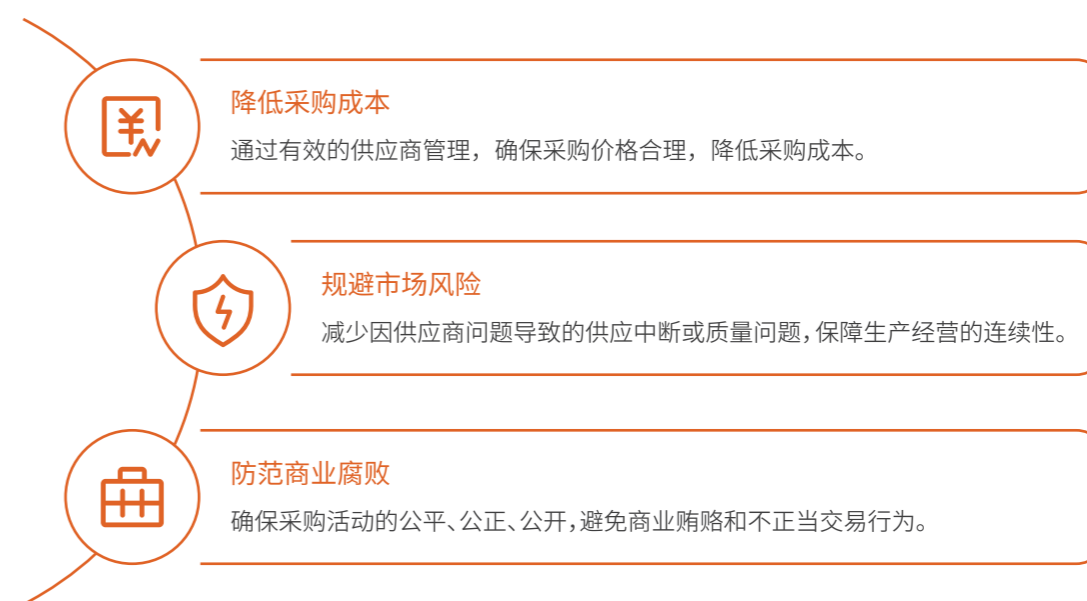 降低采购成本
通过有效的供应商管理，确保采购价格合理，降低采购成本。
规避市场风险
减少因供应商问题导致的供应中断或质量问题，保障生产经营的连续性。
防范商业腐败
确保采购活动的公平、公正、公开，避免商业贿赂和不正当交易行为。